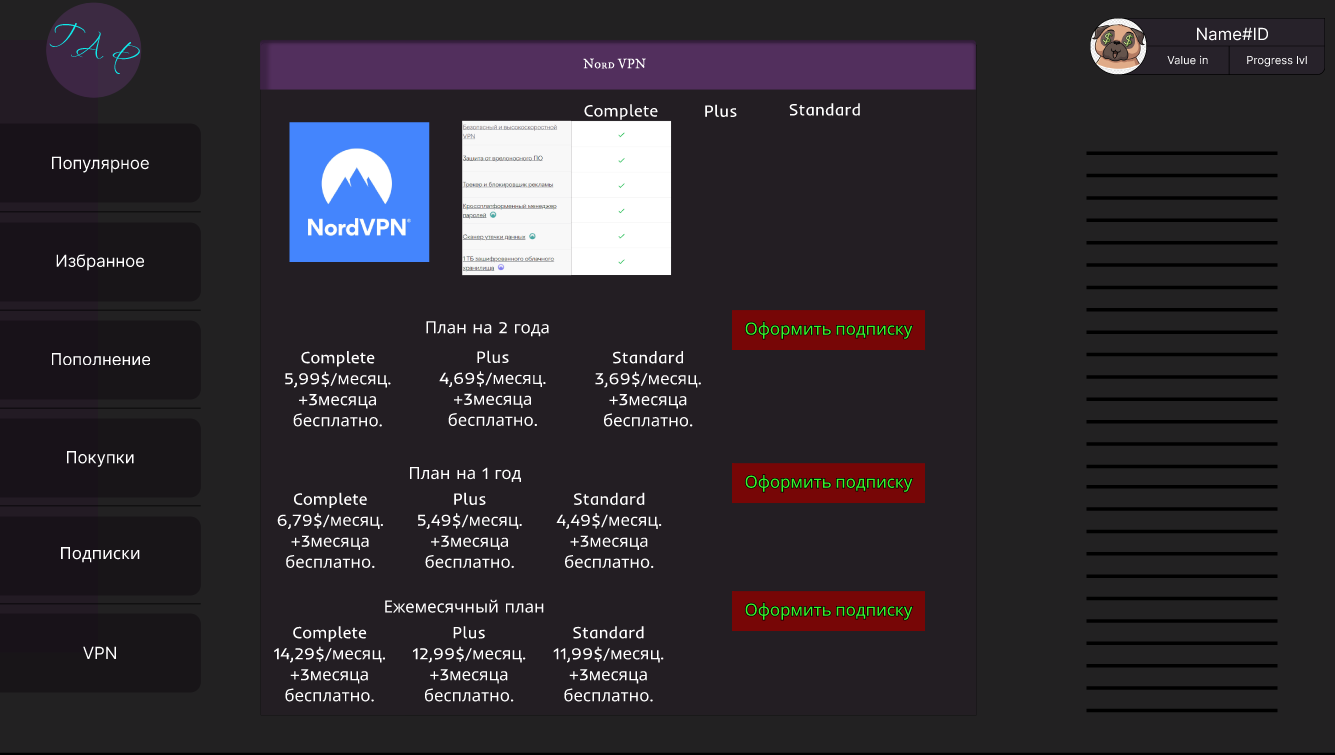 TAP
Name#ID
Value in
Progress lvl
Популярное
Избранное
Пополнение
Покупки
Подписки
VPN
Nord VPN
Complete
Plus
Standard
NordVPN®
Безопасный и высокоскоростной
VPN
Защита от вредоносного ПО
Трекер и блокировщик рекламы
Кроссплатформенный менеджер
паролей
Сканер утечки данных
1 ТБ зашифрованного облачного
хранилища
План на 2 года
Оформить подписку
Complete
5,99$/месяц.
+3месяца
бесплатно.
Plus
4,69$/месяц.
+3месяца
бесплатно.
Standard
3,69$/месяц.
+3месяца
бесплатно.
План на 1 год
Оформить подписку
Complete
6,79$/месяц.
+3месяца
бесплатно.
Plus
5,49$/месяц.
+3месяца
бесплатно.
Standard
4,49$/месяц.
+3месяца
бесплатно.
Ежемесячный план
Оформить подписку
Complete
14,29$/месяц.
+3месяца
бесплатно.
Plus
12,99$/месяц.
+3месяца
бесплатно.
Standard
11,99$/месяц.
+3месяца
бесплатно.